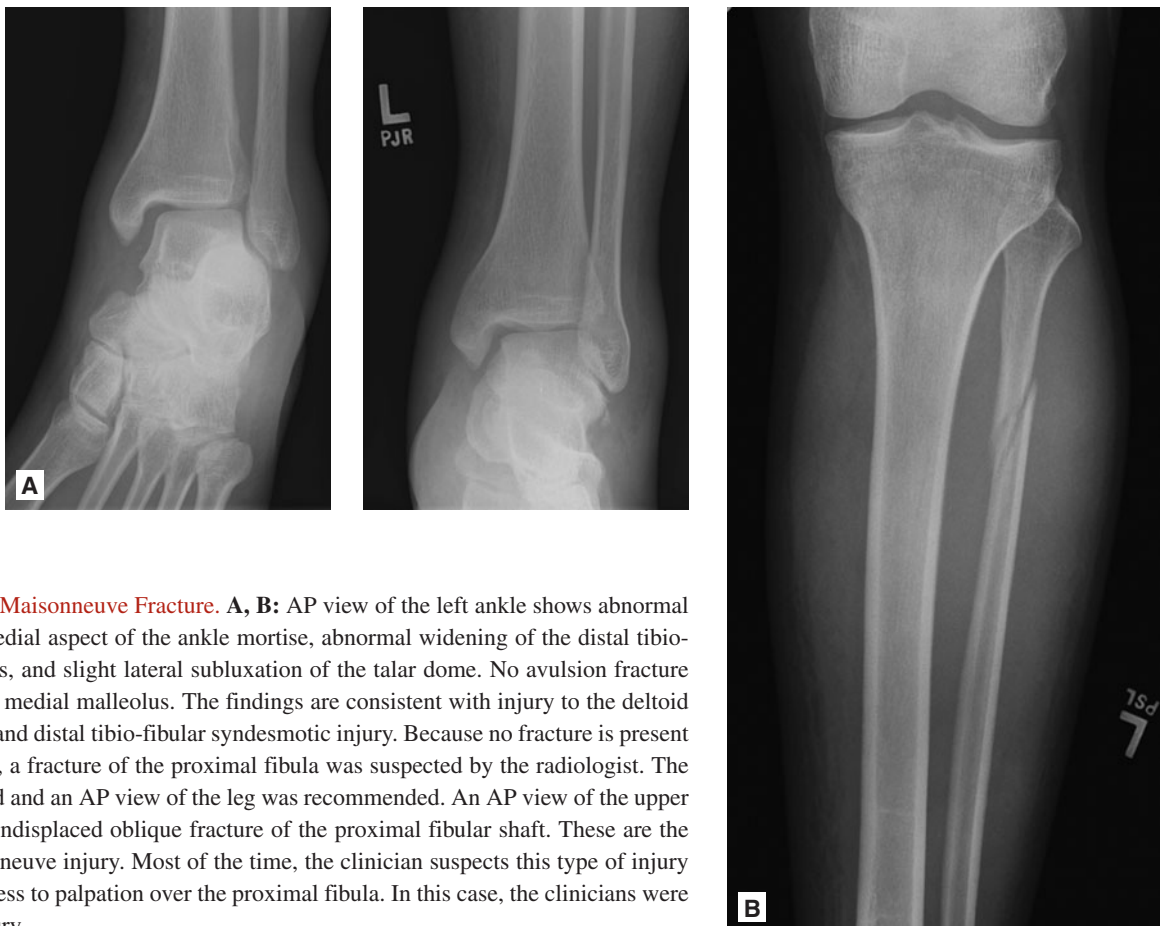 L
PJR
A
Maisonneuve Fracture. A, B: AP view of the left ankle shows abnormal
edial aspect of the ankle mortise, abnormal widening of the distal tibio-
s, and slight lateral subluxation of the talar dome. No avulsion fracture
medial malleolus. The findings are consistent with injury to the deltoid
and distal tibio-fibular syndesmotic injury. Because no fracture is present
, a fracture of the proximal fibula was suspected by the radiologist. The
d and an AP view of the leg was recommended. An AP view of the upper
ndisplaced oblique fracture of the proximal fibular shaft. These are the
neuve injury. Most of the time, the clinician suspects this type of injury
ess to palpation over the proximal fibula. In this case, the clinicians were
PSL
L
B